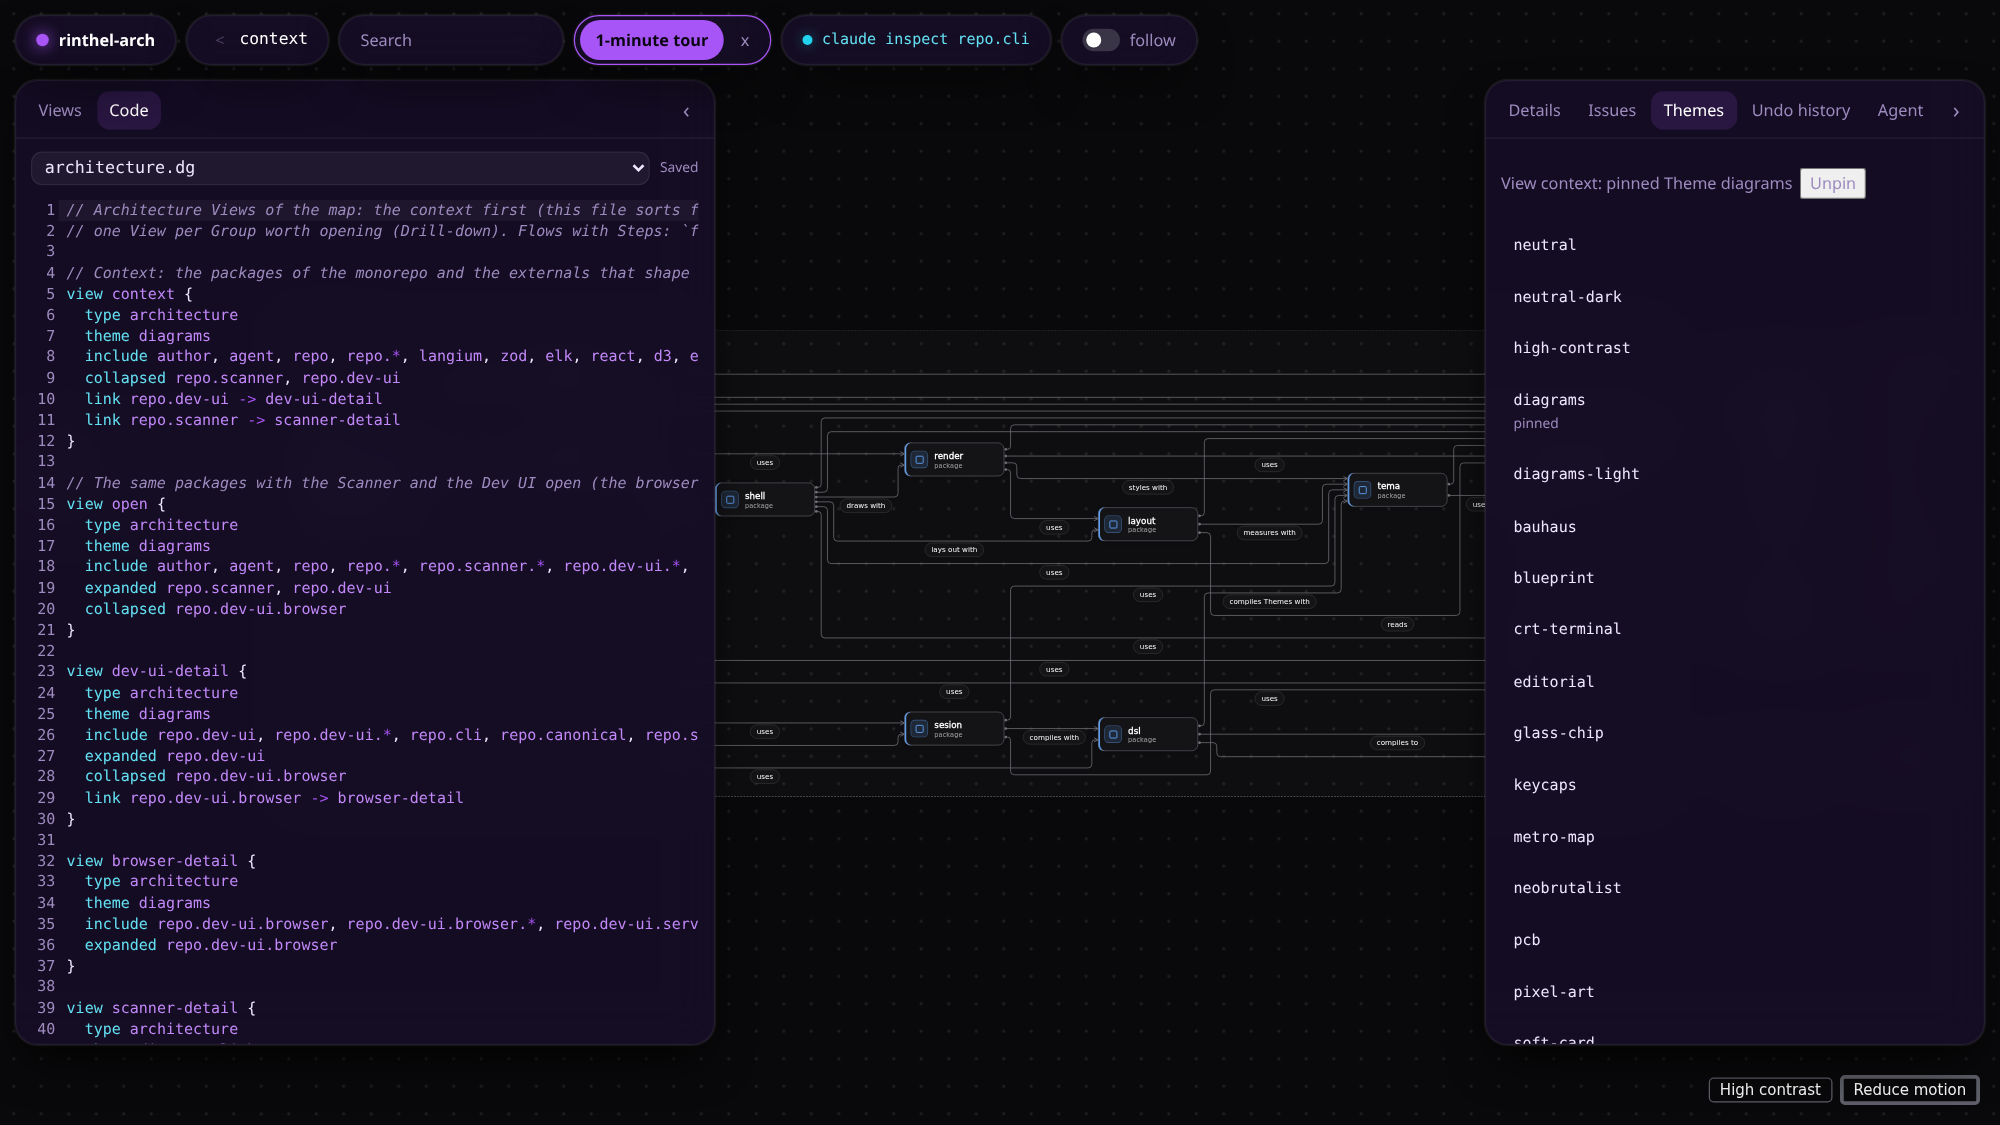 rinthel-arch
< context
Search
1-minute tour x
claude inspect repo.cli
follow
Views Code ‹
architecture.dg
Saved
1 // Architecture Views of the map: the context first (this file sorts f
2 // one View per Group worth opening (Drill-down). Flows with Steps: `f
3
4 // Context: the packages of the monorepo and the externals that shape
5 view context {
6 type architecture
7 theme diagrams
8 include author, agent, repo, repo.*, langium, zod, elk, react, d3, e
9 collapsed repo.scanner, repo.dev-ui
10 link repo.dev-ui -> dev-ui-detail
11 link repo.scanner -> scanner-detail
12 }
13
14 // The same packages with the Scanner and the Dev UI open (the browser
15 view open {
16 type architecture
17 theme diagrams
18 include author, agent, repo, repo.*, repo.scanner.*, repo.dev-ui.*,
19 expanded repo.scanner, repo.dev-ui
20 collapsed repo.dev-ui.browser
21 }
22
23 view dev-ui-detail {
24 type architecture
25 theme diagrams
26 include repo.dev-ui, repo.dev-ui.*, repo.cli, repo.canonical, repo.s
27 expanded repo.dev-ui
28 collapsed repo.dev-ui.browser
29 link repo.dev-ui.browser -> browser-detail
30 }
31
32 view browser-detail {
33 type architecture
34 theme diagrams
35 include repo.dev-ui.browser, repo.dev-ui.browser.*, repo.dev-ui.serv
36 expanded repo.dev-ui.browser
37 }
38
39 view scanner-detail {
40 type architecture
uses
render
package
uses
shell
package
draws with
styles with
tema
package
use
layout
package
uses
measures with
lays out with
uses
uses
compiles Themes with
reads
uses
uses
uses
uses
sesion
package
uses
compiles with
dsl
package
compiles to
uses
Details Issues Themes Undo history Agent ›
View context: pinned Theme diagrams Unpin
neutral
neutral-dark
high-contrast
diagrams
pinned
diagrams-light
bauhaus
blueprint
crt-terminal
editorial
glass-chip
keycaps
metro-map
neobrutalist
pcb
pixel-art
soft-card
High contrast
Reduce motion